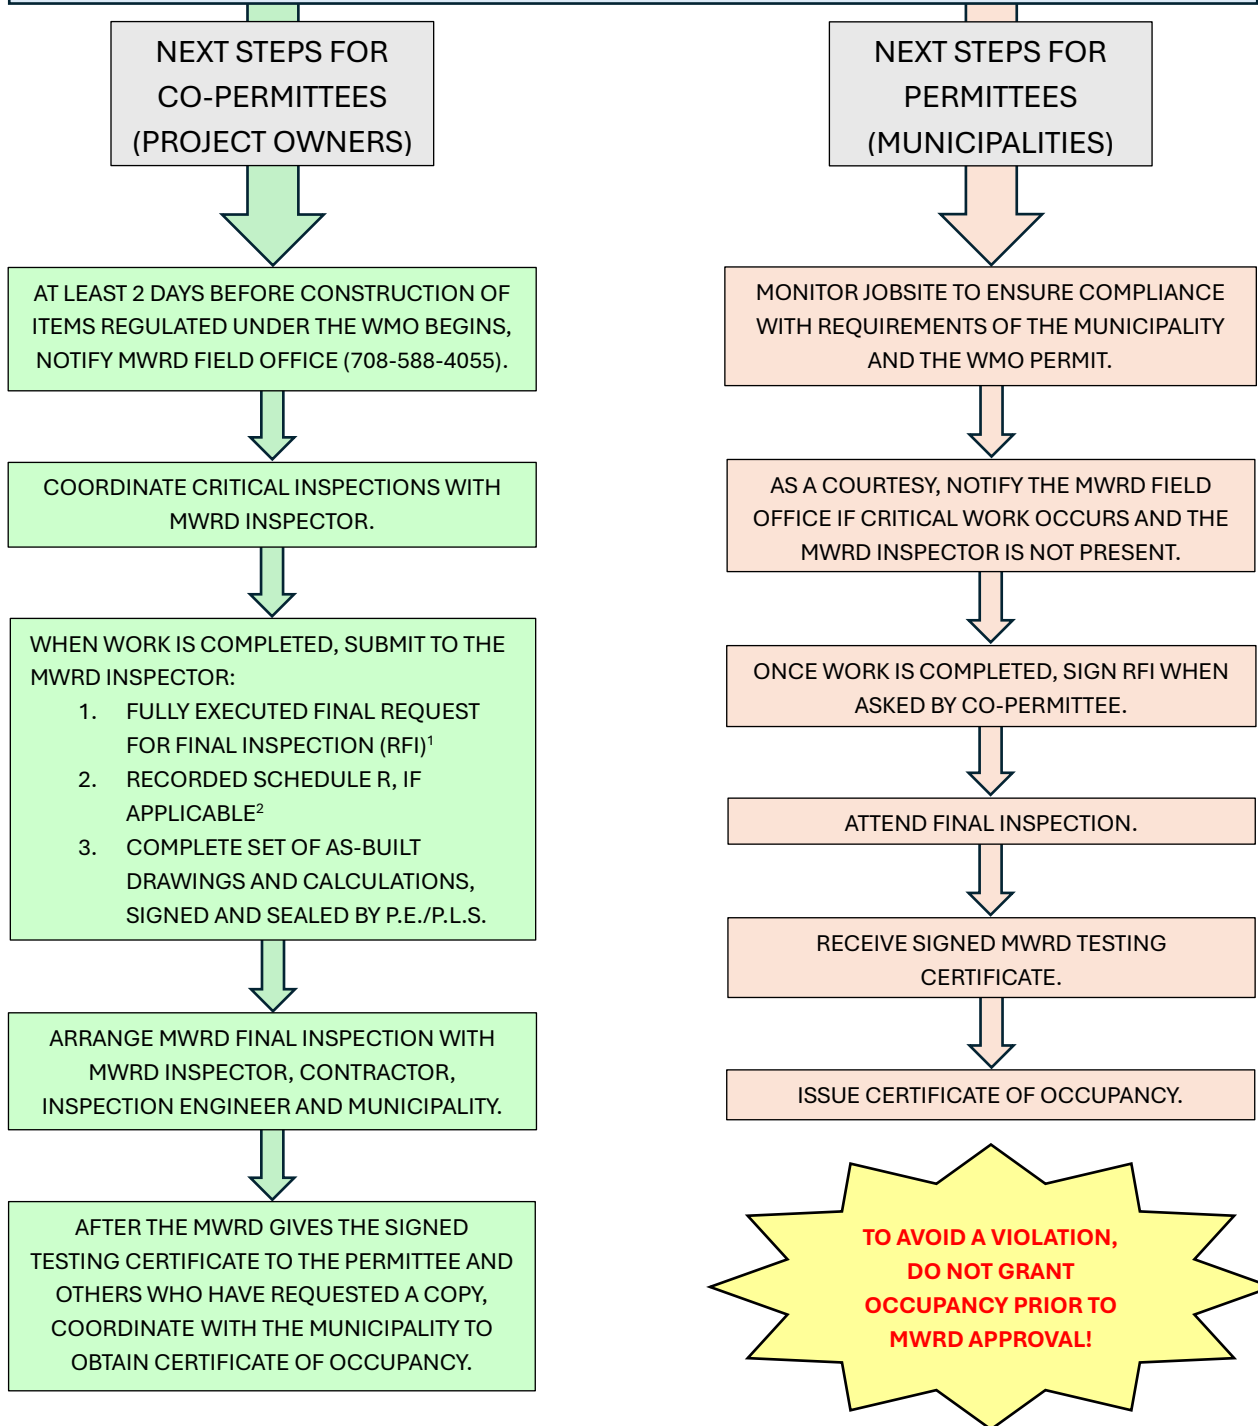 NEXT STEPS FOR
CO-PERMITTEES
(PROJECT OWNERS)
AT LEAST 2 DAYS BEFORE CONSTRUCTION OF
ITEMS REGULATED UNDER THE WMO BEGINS,
NOTIFY MWRD FIELD OFFICE (708-588-4055).
COORDINATE CRITICAL INSPECTIONS WITH
MWRD INSPECTOR.
WHEN WORK IS COMPLETED, SUBMIT TO THE
MWRD INSPECTOR:
1. FULLY EXECUTED FINAL REQUEST
FOR FINAL INSPECTION (RFI)¹
2. RECORDED SCHEDULE R, IF
APPLICABLE²
3. COMPLETE SET OF AS-BUILT
DRAWINGS AND CALCULATIONS,
SIGNED AND SEALED BY P.E./P.L.S.
ARRANGE MWRD FINAL INSPECTION WITH
MWRD INSPECTOR, CONTRACTOR,
INSPECTION ENGINEER AND MUNICIPALITY.
AFTER THE MWRD GIVES THE SIGNED
TESTING CERTIFICATE TO THE PERMITTEE AND
OTHERS WHO HAVE REQUESTED A COPY,
COORDINATE WITH THE MUNICIPALITY TO
OBTAIN CERTIFICATE OF OCCUPANCY.
NEXT STEPS FOR
PERMITTEES
(MUNICIPALITIES)
MONITOR JOBSITE TO ENSURE COMPLIANCE
WITH REQUIREMENTS OF THE MUNICIPALITY
AND THE WMO PERMIT.
AS A COURTESY, NOTIFY THE MWRD FIELD
OFFICE IF CRITICAL WORK OCCURS AND THE
MWRD INSPECTOR IS NOT PRESENT.
ONCE WORK IS COMPLETED, SIGN RFI WHEN
ASKED BY CO-PERMITTEE.
ATTEND FINAL INSPECTION.
RECEIVE SIGNED MWRD TESTING
CERTIFICATE.
ISSUE CERTIFICATE OF OCCUPANCY.
TO AVOID A VIOLATION,
DO NOT GRANT
OCCUPANCY PRIOR TO
MWRD APPROVAL!